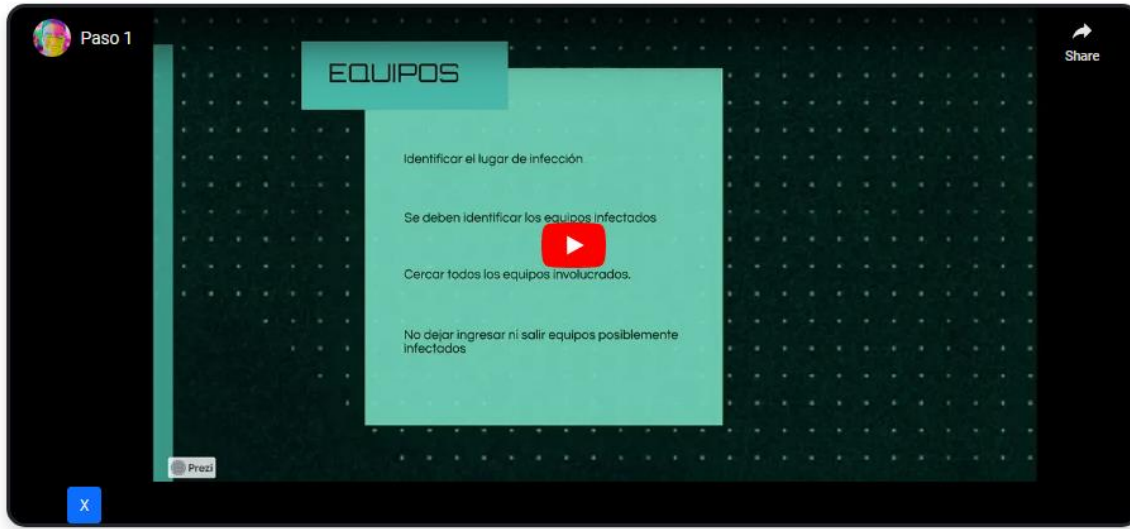 Paso 1
Share
EQUIPOS
Identificar el lugar de infección
Se deben identificar los equipos infectados
Cercar todos los equipos involucrados.
No dejar ingresar ni salir equipos posiblemente
infectados
Prezi
X